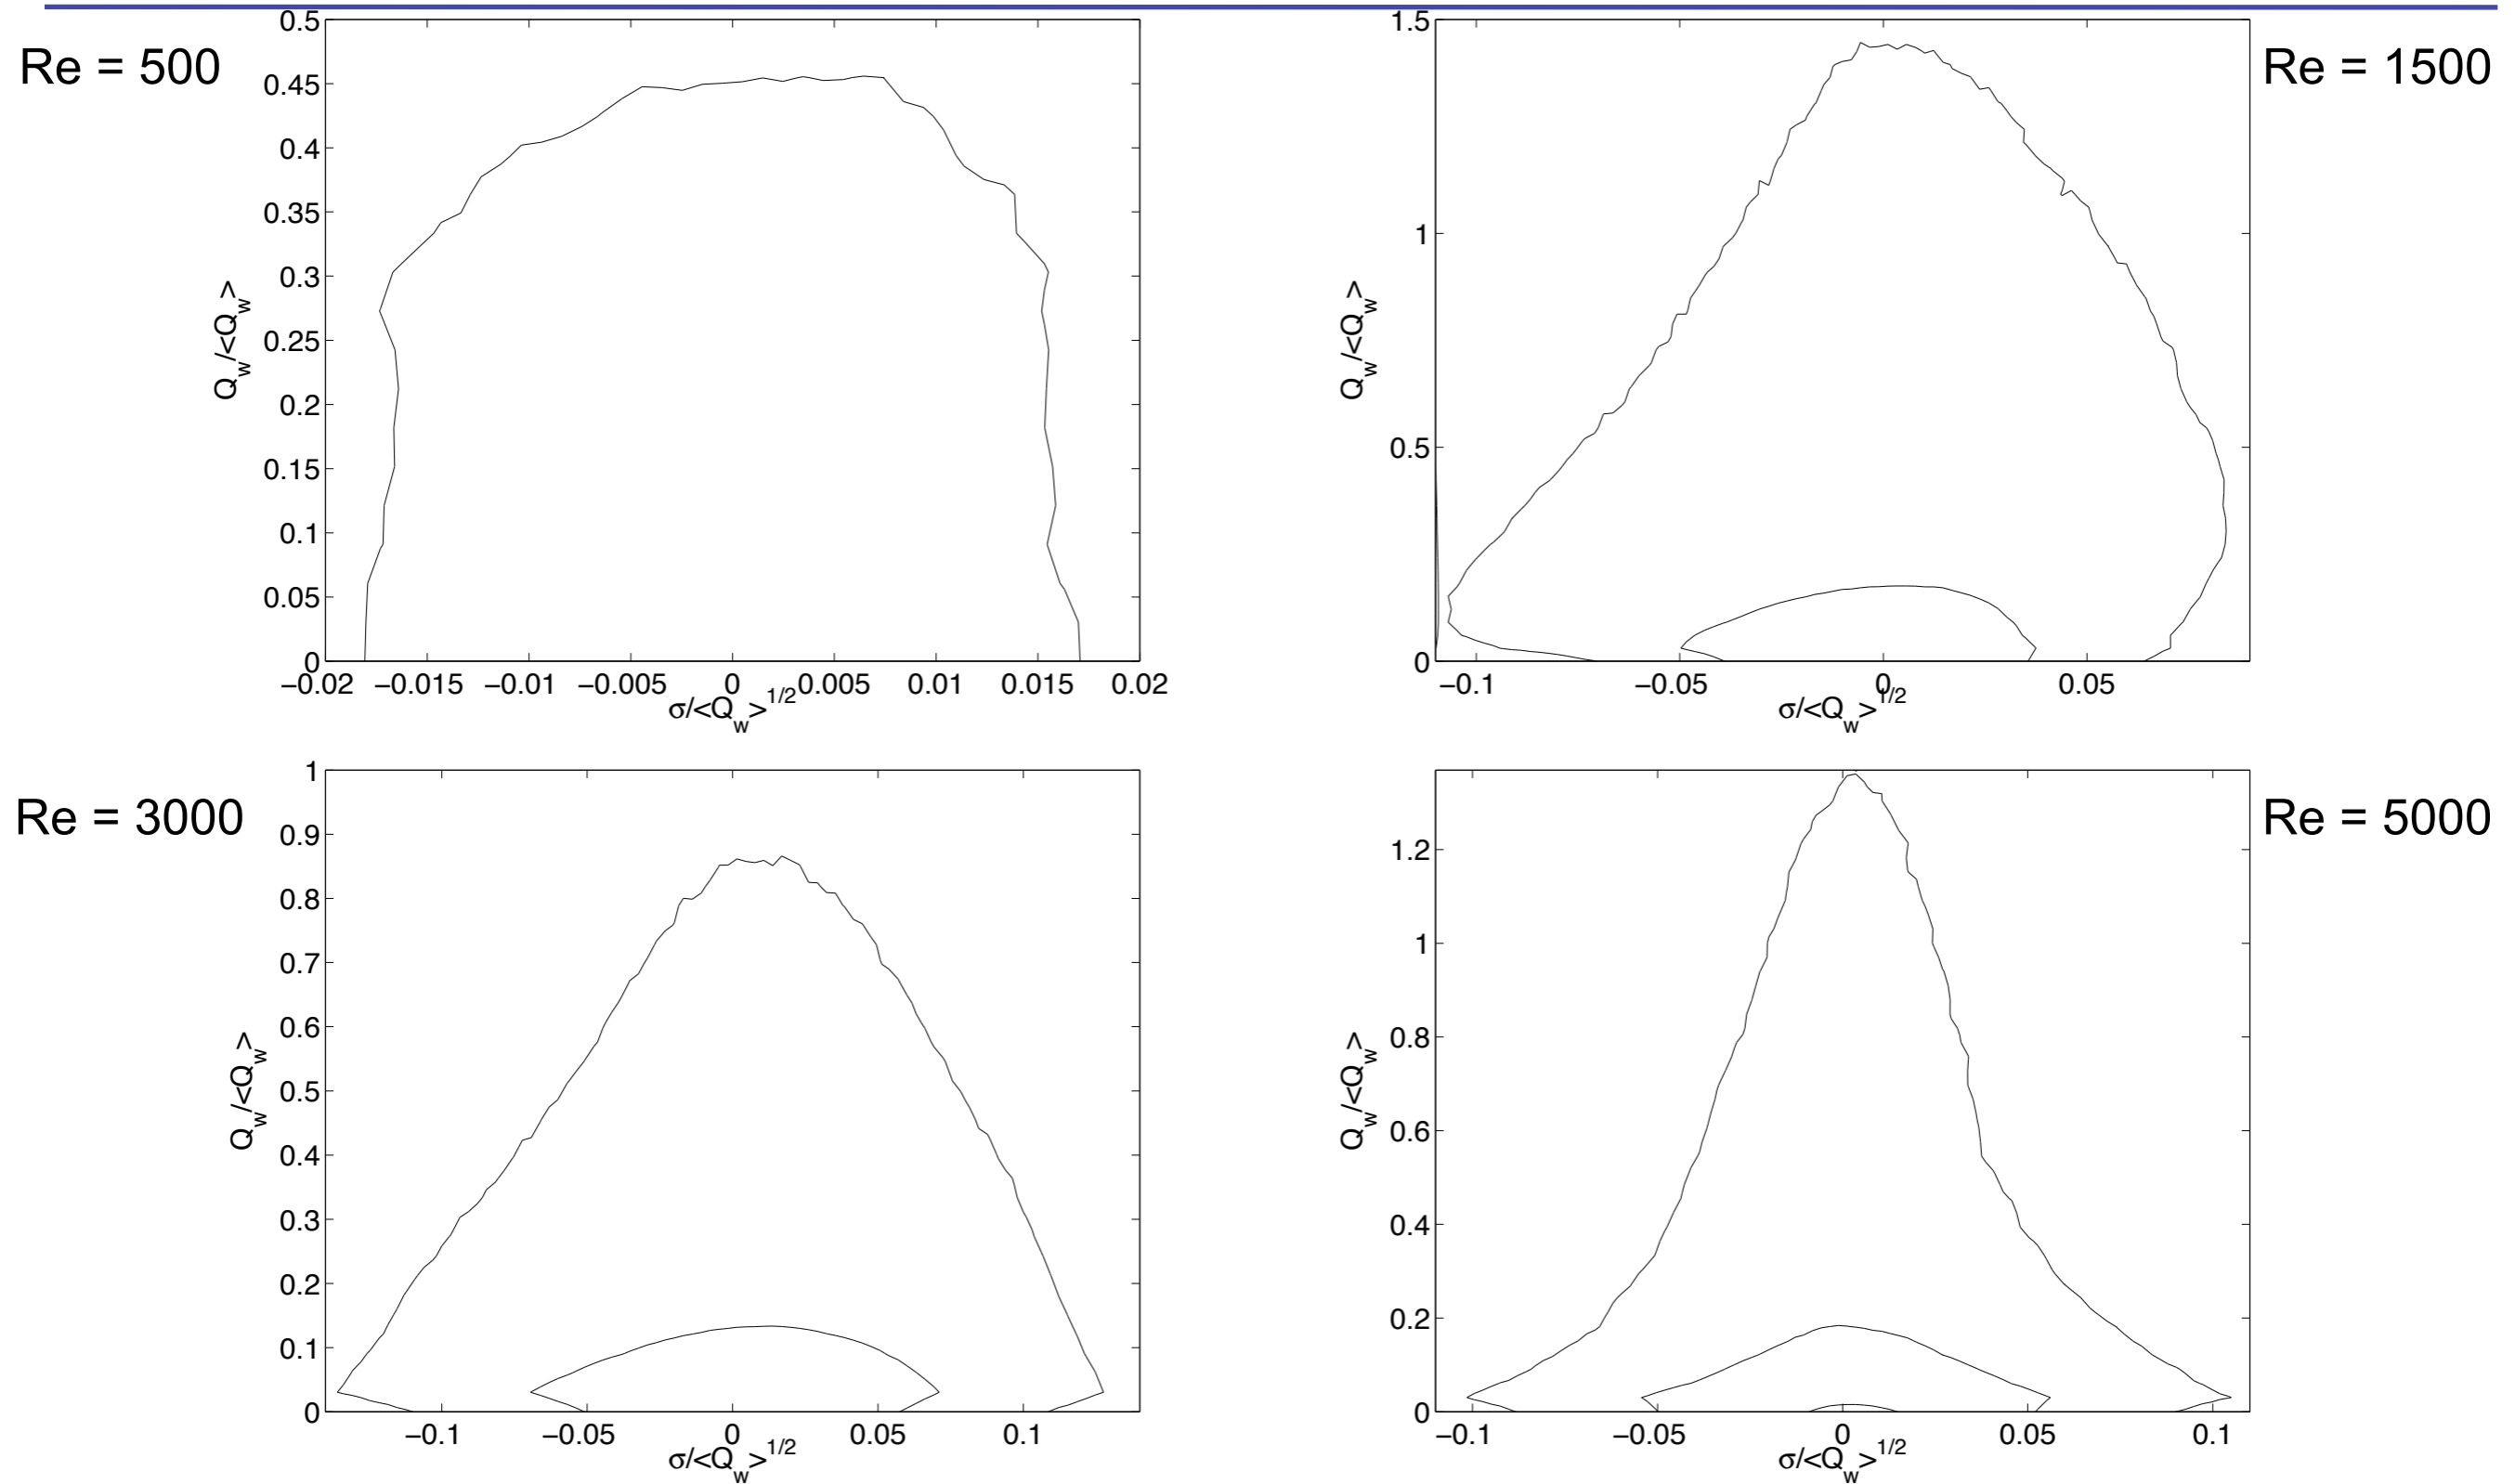 Re = 500
0.5
0.45
0.4
0.35
0.3
0.25
0.2
0.15
0.1
0.05
0
Q_w/<Q_w>
−0.02 −0.015 −0.01 −0.005 0 0.005 0.01 0.015 0.02
σ/<Q_w>^1/2
Re = 1500
1.5
1
0.5
0
Q_w/<Q_w>
−0.1 −0.05 0 0.05
σ/<Q_w>^1/2
Re = 3000
1
0.9
0.8
0.7
0.6
0.5
0.4
0.3
0.2
0.1
0
Q_w/<Q_w>
−0.1 −0.05 0 0.05 0.1
σ/<Q_w>^1/2
Re = 5000
1.2
1
0.8
0.6
0.4
0.2
0
Q_w/<Q_w>
−0.1 −0.05 0 0.05 0.1
σ/<Q_w>^1/2